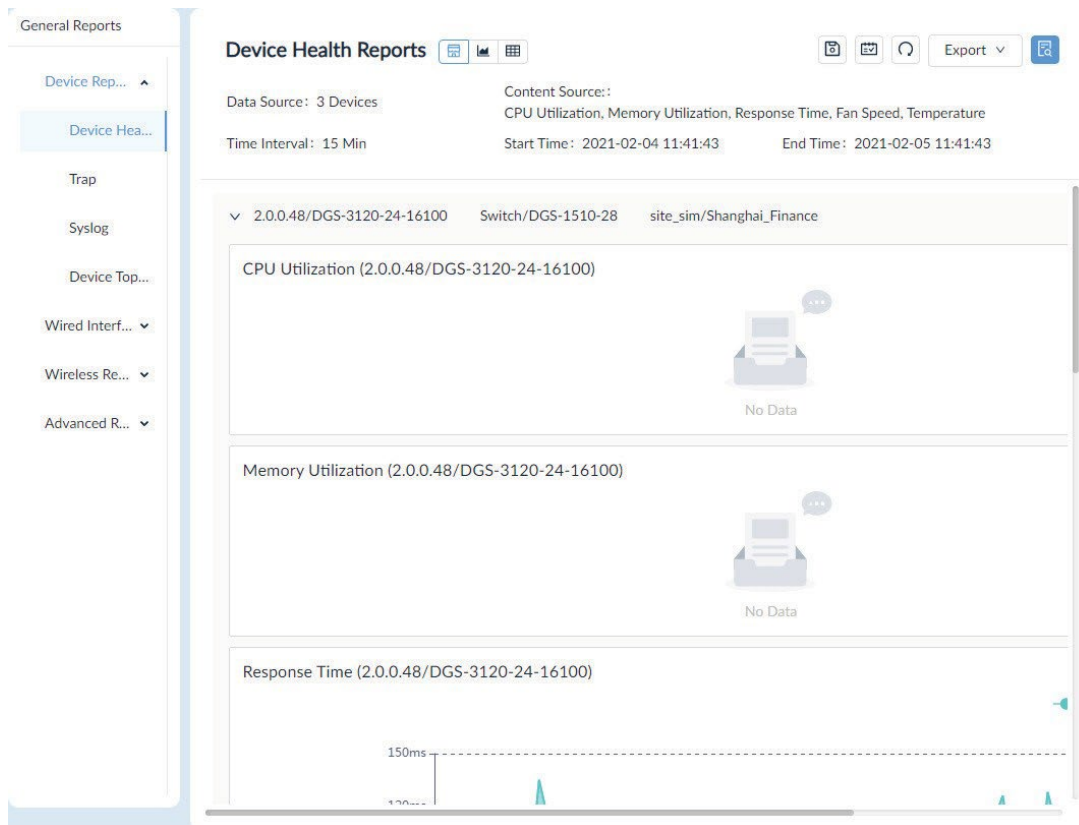 General Reports
Device Rep...
Device Hea...
Trap
Syslog
Device Top...
Wired Interf...
Wireless Re...
Advanced R...
Device Health Reports
Export
Data Source: 3 Devices
Content Source::
CPU Utilization, Memory Utilization, Response Time, Fan Speed, Temperature
Time Interval: 15 Min
Start Time: 2021-02-04 11:41:43
End Time: 2021-02-05 11:41:43
2.0.0.48/DGS-3120-24-16100 Switch/DGS-1510-28 site_sim/Shanghai_Finance
CPU Utilization (2.0.0.48/DGS-3120-24-16100)
No Data
Memory Utilization (2.0.0.48/DGS-3120-24-16100)
No Data
Response Time (2.0.0.48/DGS-3120-24-16100)
150ms
120ms